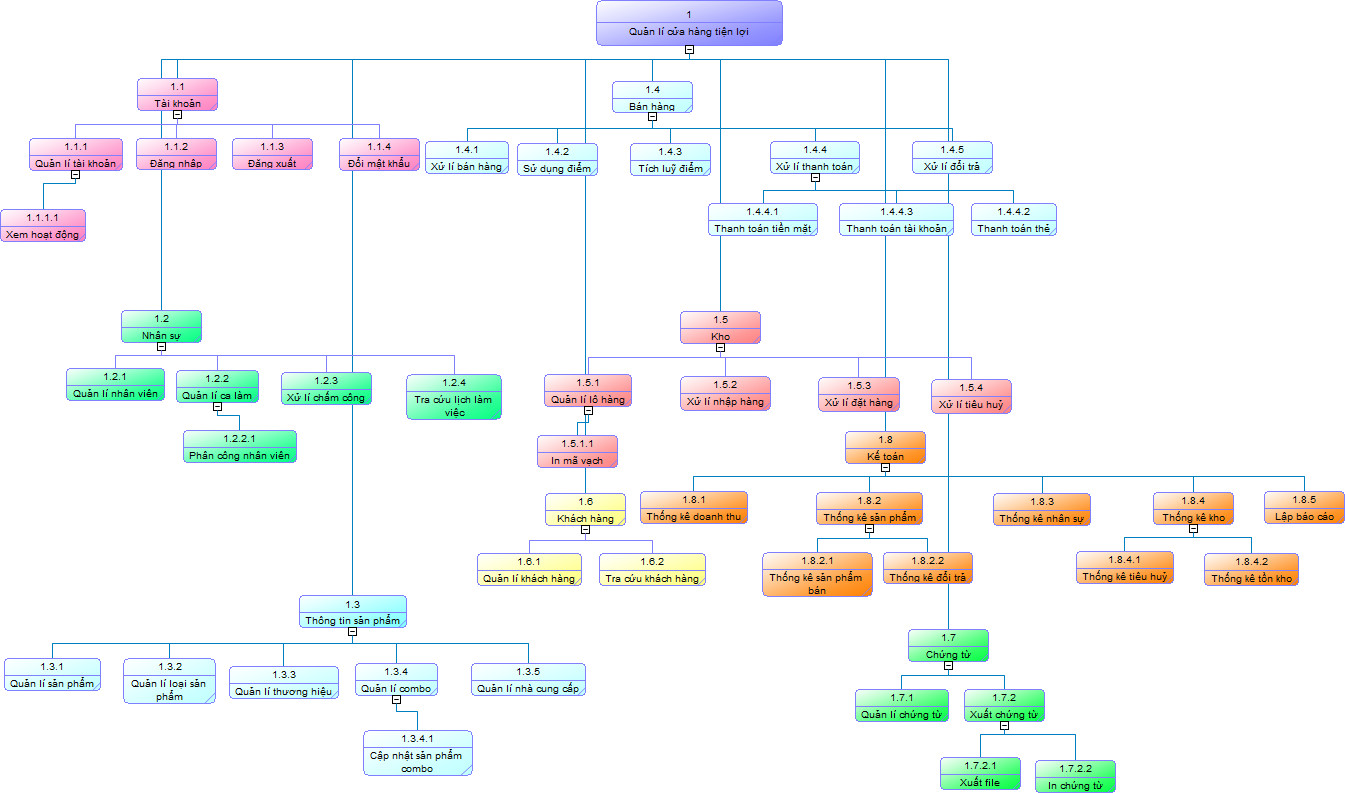 1
Quản lí cửa hàng tiện lợi
1.1
Tài khoản
1.4
Bán hàng
1.1.1
Quản lí tài khoản
1.1.2
Đăng nhập
1.1.3
Đăng xuất
1.1.4
Đổi mật khẩu
1.4.1
Xử lí bán hàng
1.4.2
Sử dụng điểm
1.4.3
Tích luỹ điểm
1.4.4
Xử lí thanh toán
1.4.5
Xử lí đổi trả
1.1.1.1
Xem hoạt động
1.4.4.1
Thanh toán tiền mặt
1.4.4.3
Thanh toán tài khoản
1.4.4.2
Thanh toán thẻ
1.2
Nhân sự
1.5
Kho
1.2.1
Quản lí nhân viên
1.2.2
Quản lí ca làm
1.2.3
Xử lí chấm công
1.2.4
Tra cứu lịch làm
việc
1.5.1
Quản lí lô hàng
1.5.2
Xử lí nhập hàng
1.5.3
Xử lí đặt hàng
1.5.4
Xử lí tiêu huỷ
1.2.2.1
Phân công nhân viên
1.5.1.1
In mã vạch
1.8
Kế toán
1.6
Khách hàng
1.8.1
Thống kê doanh thu
1.8.2
Thống kê sản phẩm
1.8.3
Thống kê nhân sự
1.8.4
Thống kê kho
1.8.5
Lập báo cáo
1.6.1
Quản lí khách hàng
1.6.2
Tra cứu khách hàng
1.8.2.1
Thống kê sản phẩm
bán
1.8.2.2
Thống kê đổi trả
1.8.4.1
Thống kê tiêu huỷ
1.8.4.2
Thống kê tồn kho
1.3
Thông tin sản phẩm
1.7
Chứng từ
1.3.1
Quản lí sản phẩm
1.3.2
Quản lí loại sản
phẩm
1.3.3
Quản lí thương hiệu
1.3.4
Quản lí combo
1.3.5
Quản lí nhà cung cấp
1.7.1
Quản lí chứng từ
1.7.2
Xuất chứng từ
1.3.4.1
Cập nhật sản phẩm
combo
1.7.2.1
Xuất file
1.7.2.2
In chứng từ